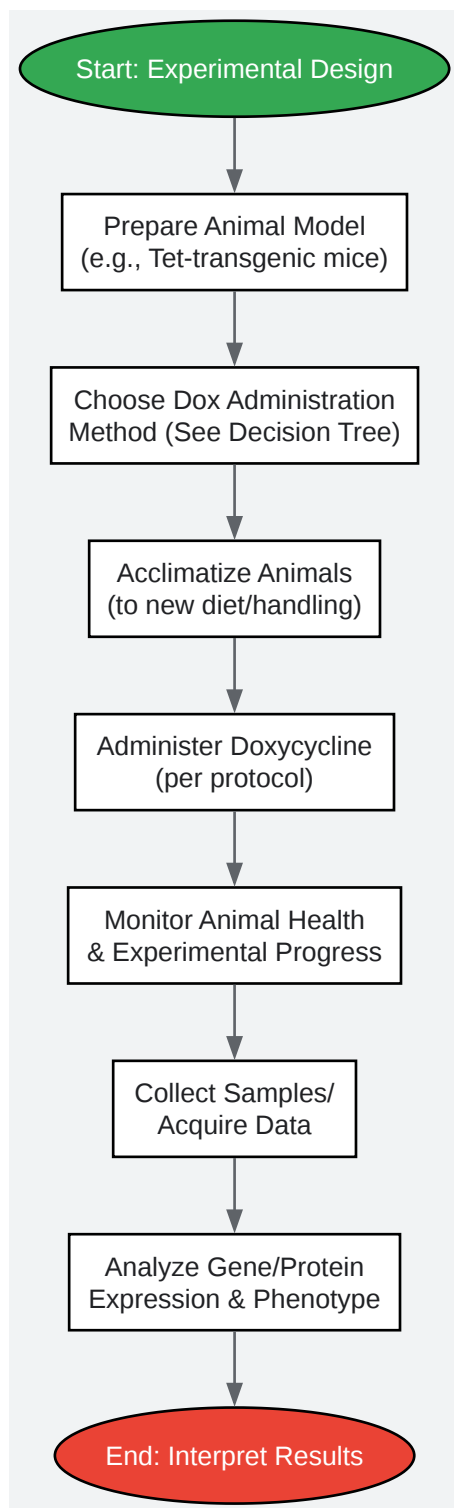 Start: Experimental Design
Prepare Animal Model
(e.g., Tet-transgenic mice)
Choose Dox Administration
Method (See Decision Tree)
Acclimatize Animals
(to new diet/handling)
Administer Doxycycline
(per protocol)
Monitor Animal Health
& Experimental Progress
Collect Samples/
Acquire Data
Analyze Gene/Protein
Expression & Phenotype
End: Interpret Results